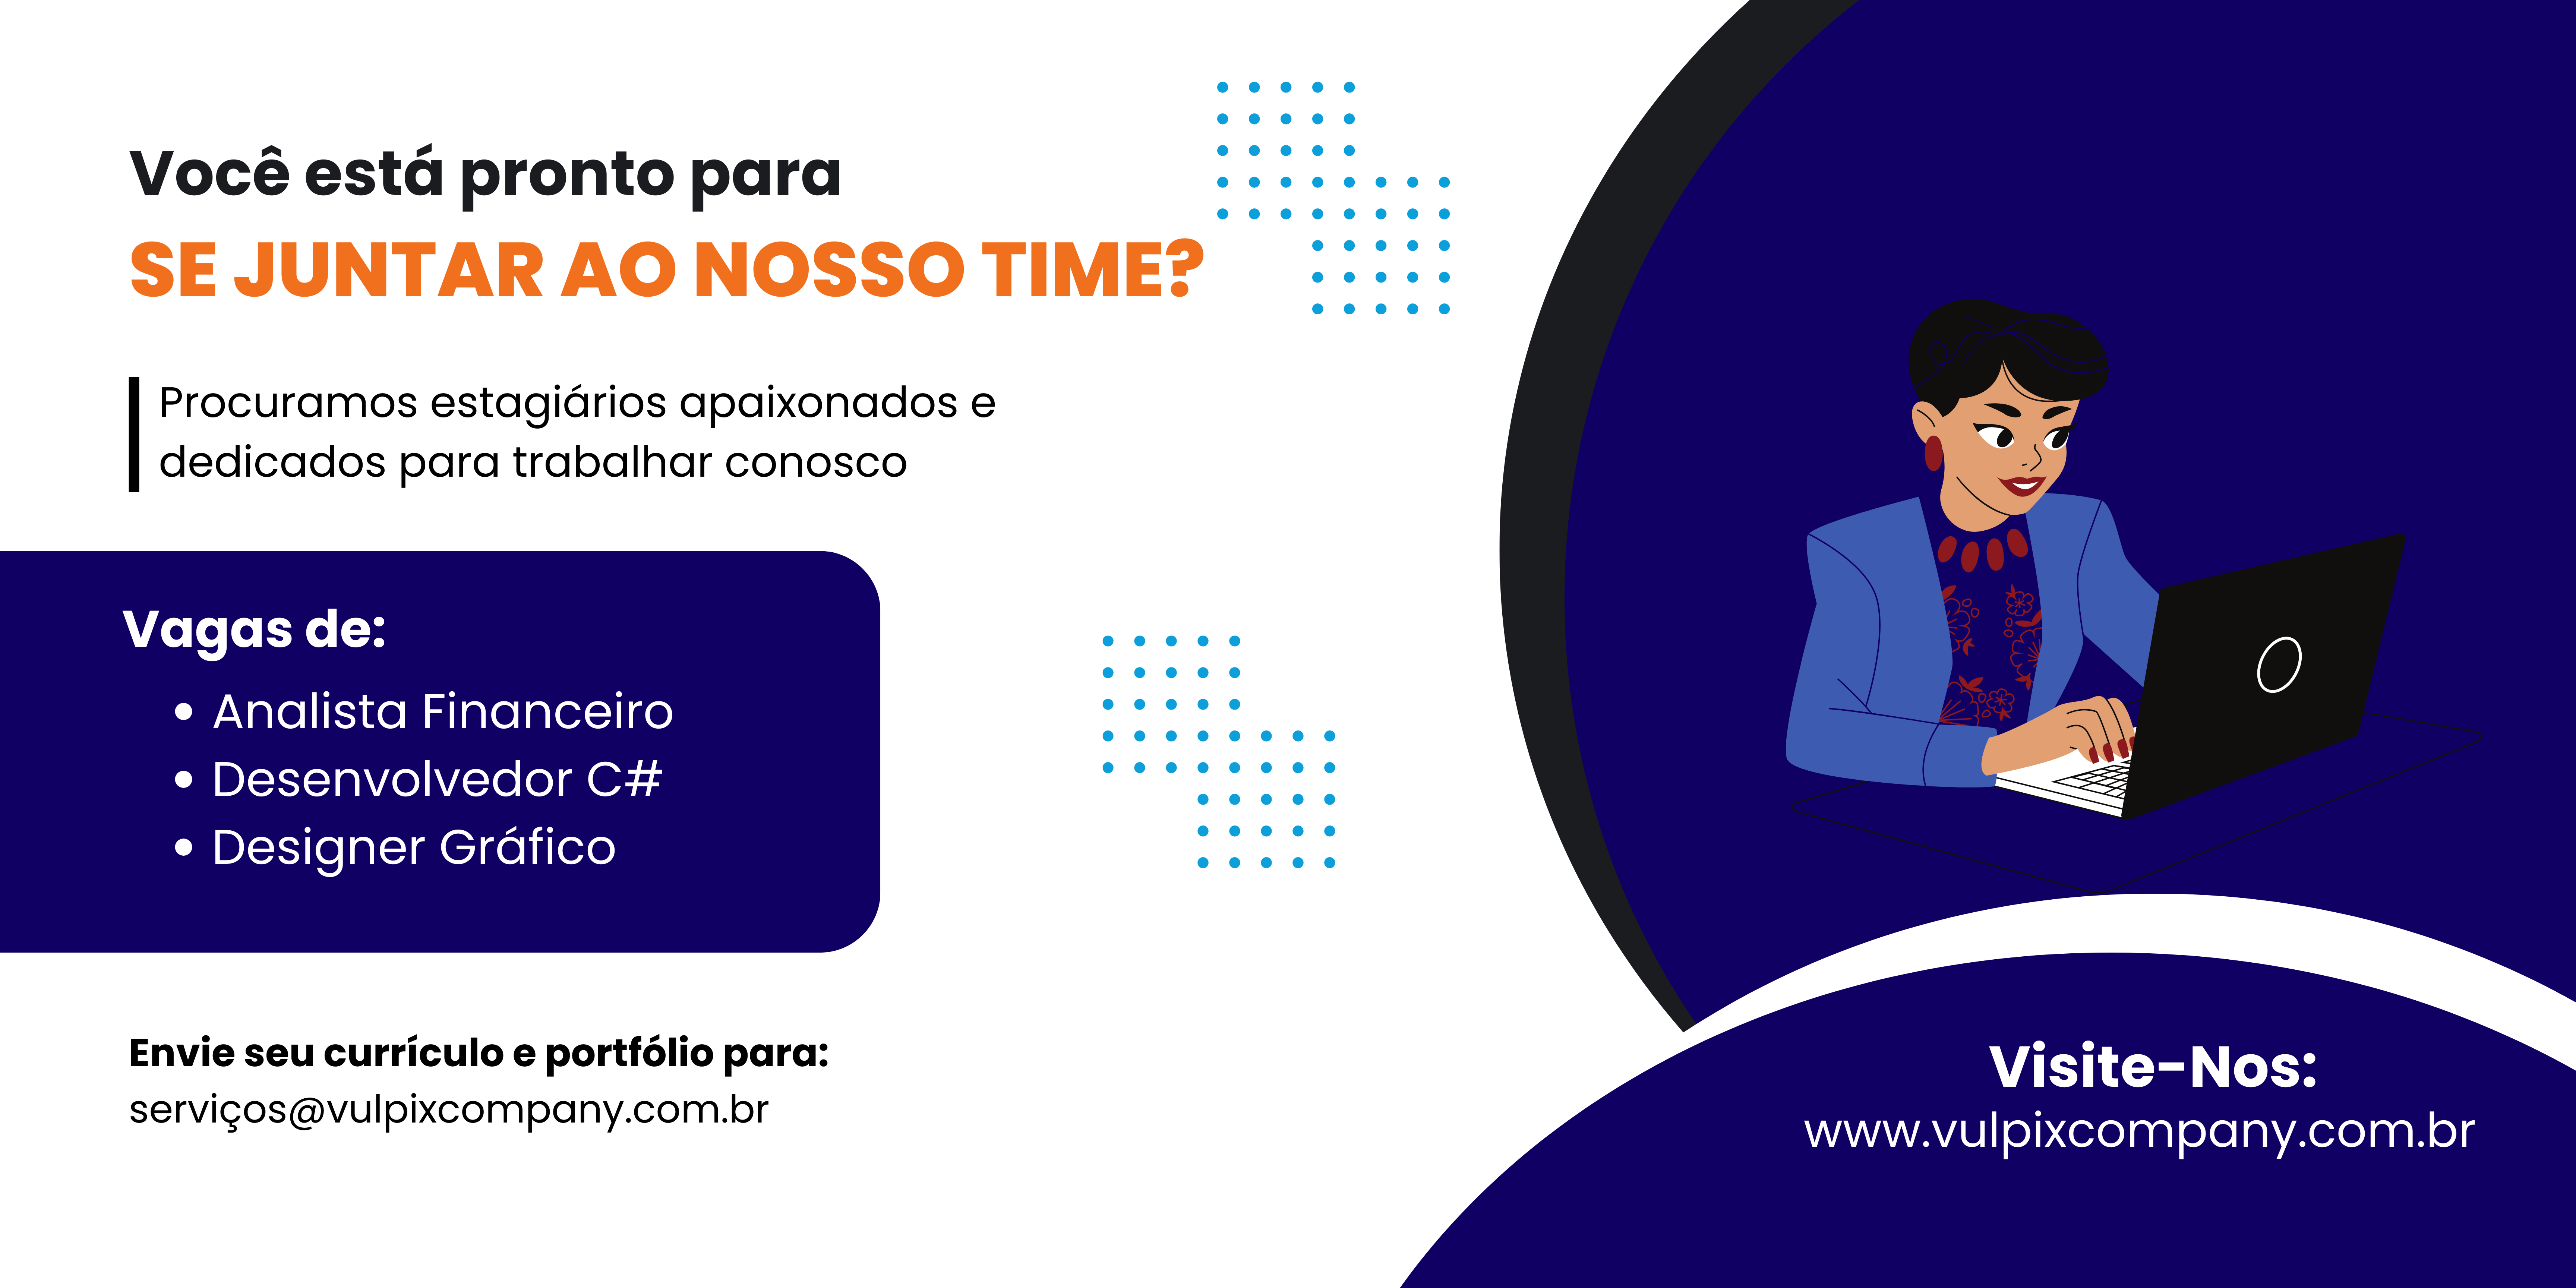 Você está pronto para
SE JUNTAR AO NOSSO TIME?
Procuramos estagiários apaixonados e
dedicados para trabalhar conosco
Vagas de:
• Analista Financeiro
• Desenvolvedor C#
• Designer Gráfico
Envie seu currículo e portfólio para:
serviços@vulpixcompany.com.br
Visite-Nos:
www.vulpixcompany.com.br